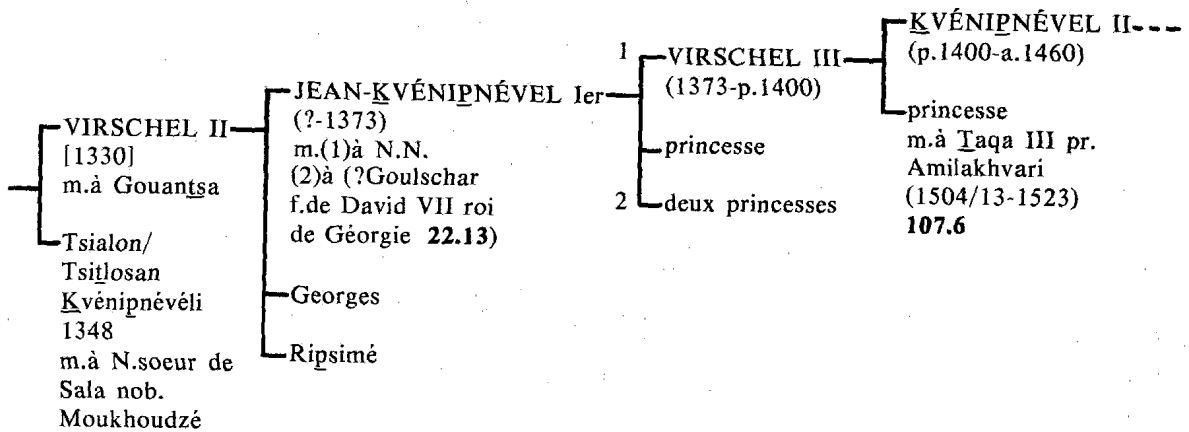 VIRSCHEL II
[1330]
m.à Gouantsa
Tsialon/
Tsitlosan
Kvénipnévéli
1348
m.à N.soeur de
Sala nob.
Moukhoudzé
JEAN-KVÉNIPNÉVEL Ier
(?-1373)
m.(1)à N.N.
(2)à (?Goulschar
f.de David VII roi
de Géorgie 22.13)
Georges
Ripsimé
1
VIRSCHEL III
(1373-p.1400)
princesse
2
deux princesses
KVÉNIPNÉVEL II---
(p.1400-a.1460)
princesse
m.à Taqa III pr.
Amilakhvari
(1504/13-1523)
107.6